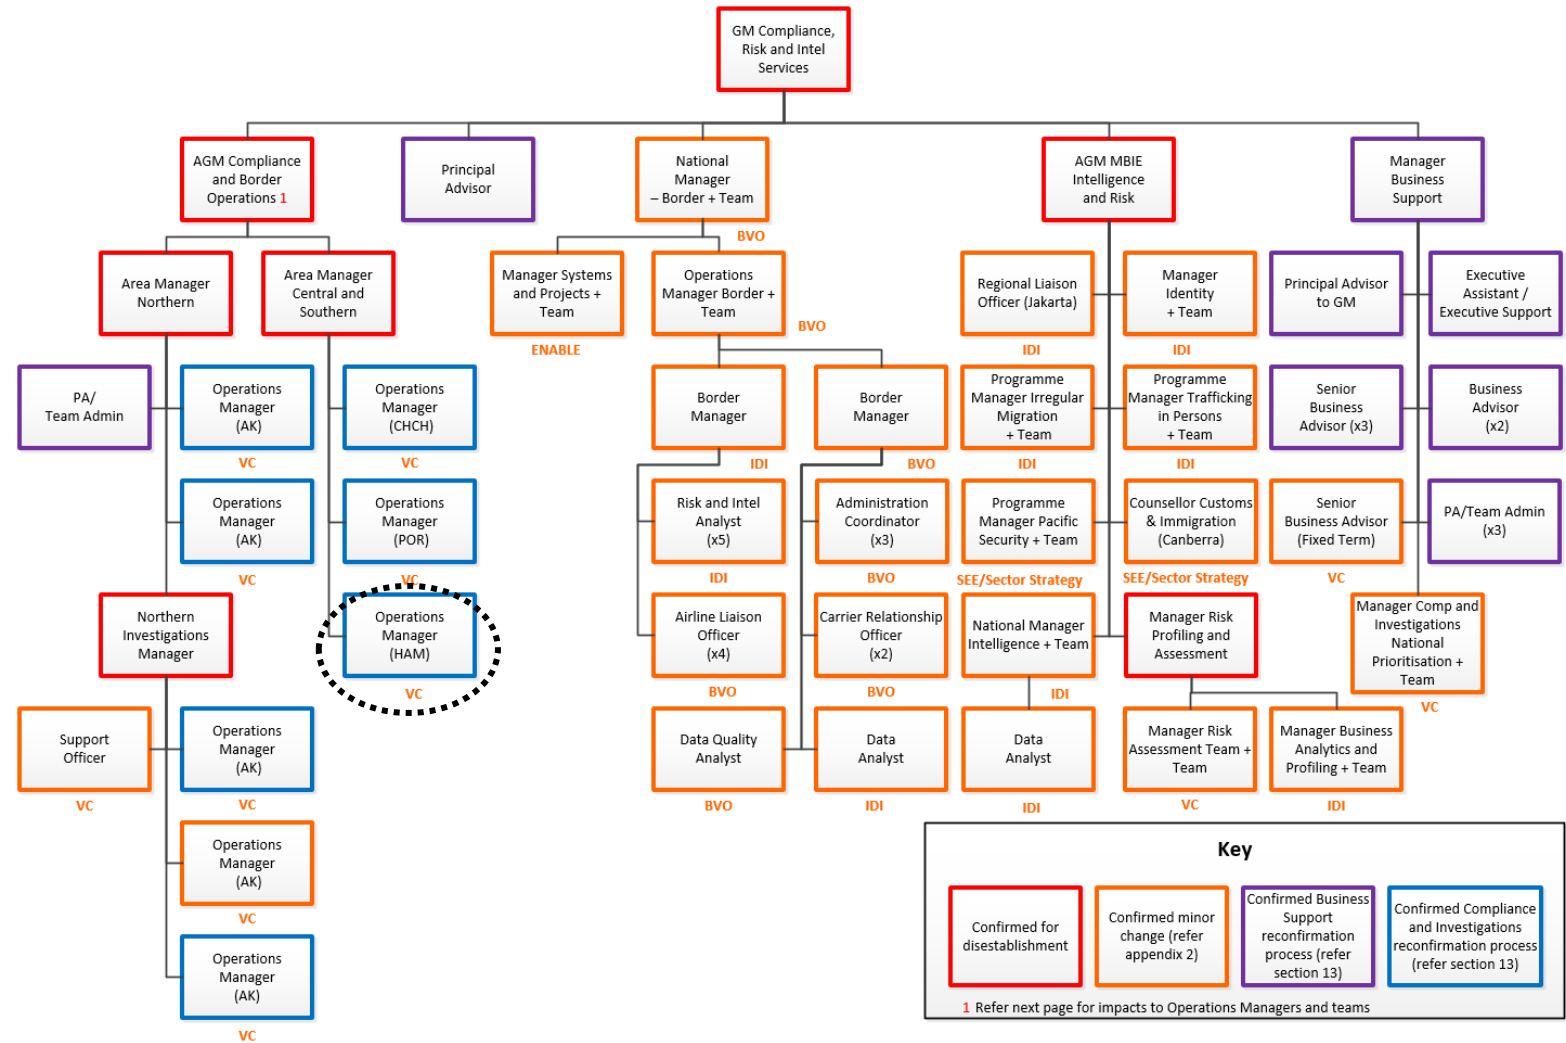 GM Compliance,
Risk and Intel
Services
AGM Compliance
and Border
Operations 1
Principal
Advisor
National
Manager
– Border + Team
BVO
AGM MBIE
Intelligence
and Risk
Manager
Business
Support
Area Manager
Northern
Area Manager
Central and
Southern
Manager Systems
and Projects +
Team
ENABLE
Operations
Manager Border +
Team
BVO
Regional Liaison
Officer (Jakarta)
IDI
Manager
Identity
+ Team
IDI
Principal Advisor
to GM
Executive
Assistant /
Executive Support
PA/
Team Admin
Operations
Manager
(AK)
VC
Operations
Manager
(CHCH)
VC
Border
Manager
IDI
Border
Manager
BVO
Programme
Manager Irregular
Migration
+ Team
IDI
Programme
Manager Trafficking
in Persons
+ Team
IDI
Senior
Business
Advisor (x3)
Business
Advisor
(x2)
Operations
Manager
(AK)
VC
Operations
Manager
(POR)
VC
Risk and Intel
Analyst
(x5)
IDI
Administration
Coordinator
(x3)
BVO
Programme
Manager Pacific
Security + Team
SEE/Sector Strategy
Counsellor Customs
& Immigration
(Canberra)
SEE/Sector Strategy
Senior
Business Advisor
(Fixed Term)
VC
PA/Team Admin
(x3)
Northern
Investigations
Manager
Operations
Manager
(HAM)
VC
Airline Liaison
Officer
(x4)
BVO
Carrier Relationship
Officer
(x2)
BVO
National Manager
Intelligence + Team
IDI
Manager Risk
Profiling and
Assessment
Manager Comp and
Investigations
National
Prioritisation +
Team
VC
Support
Officer
VC
Operations
Manager
(AK)
VC
Data Quality
Analyst
BVO
Data
Analyst
IDI
Data
Analyst
IDI
Manager Risk
Assessment Team +
Team
VC
Manager Business
Analytics and
Profiling + Team
IDI
Operations
Manager
(AK)
VC
Operations
Manager
(AK)
VC
Key
Confirmed for
disestablishment
Confirmed minor
change (refer
appendix 2)
Confirmed Business
Support
reconfirmation
process (refer
section 13)
Confirmed Compliance
and Investigations
reconfirmation process
(refer section 13)
1 Refer next page for impacts to Operations Managers and teams